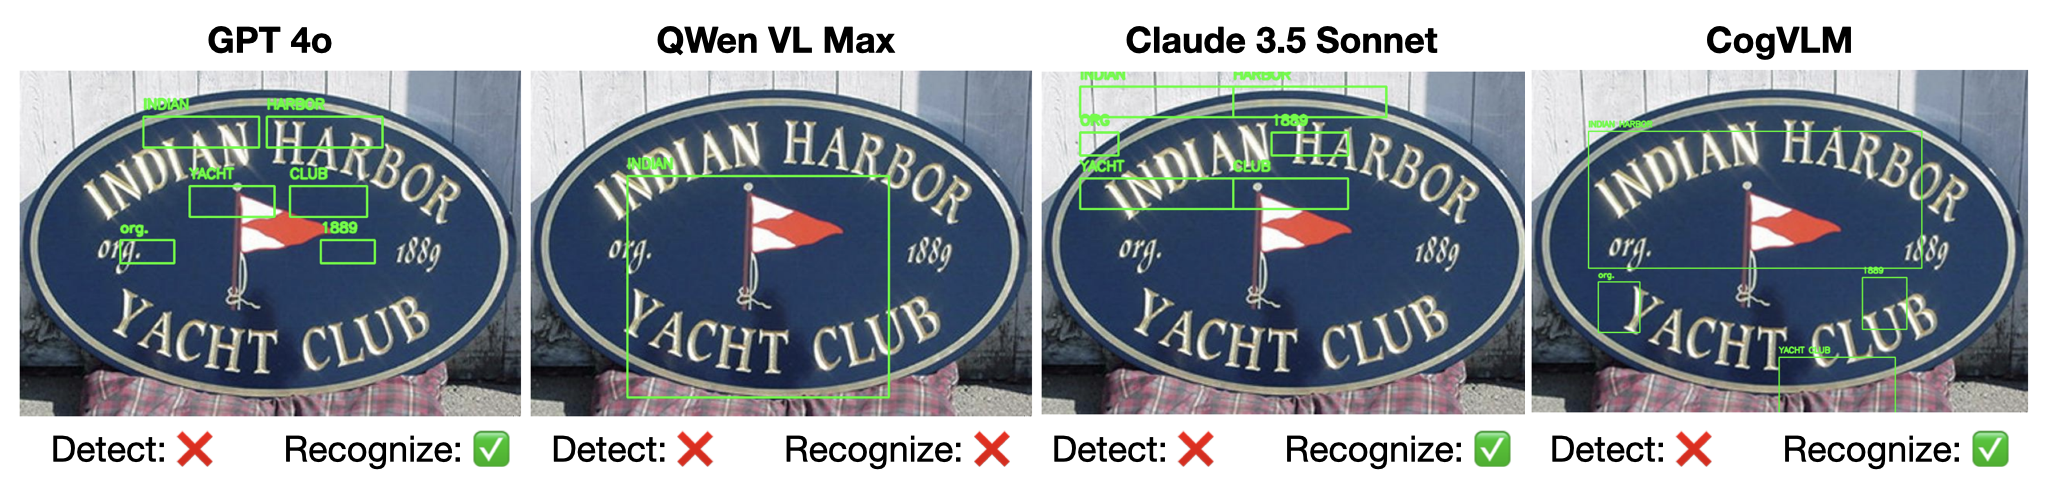 GPT 4o
QWen VL Max
Claude 3.5 Sonnet
CogVLM
INDIAN HARBOR
INDIAN HARBOR
YACHT CLUB
org. 1889
org. 1889
YACHT CLUB
INDIAN
INDIAN HARBOR
org. 1889
YACHT CLUB
INDIAN HARBOR
ORG 1889
INDIAN HARBOR
YACHT CLUB
org. 1889
YACHT CLUB
INDIAN HARBOR
INDIAN HARBOR
org. 1889
org. 1889
YACHT CLUB
YACHT CLUB
Detect: Recognize:
Detect: Recognize:
Detect: Recognize:
Detect: Recognize: